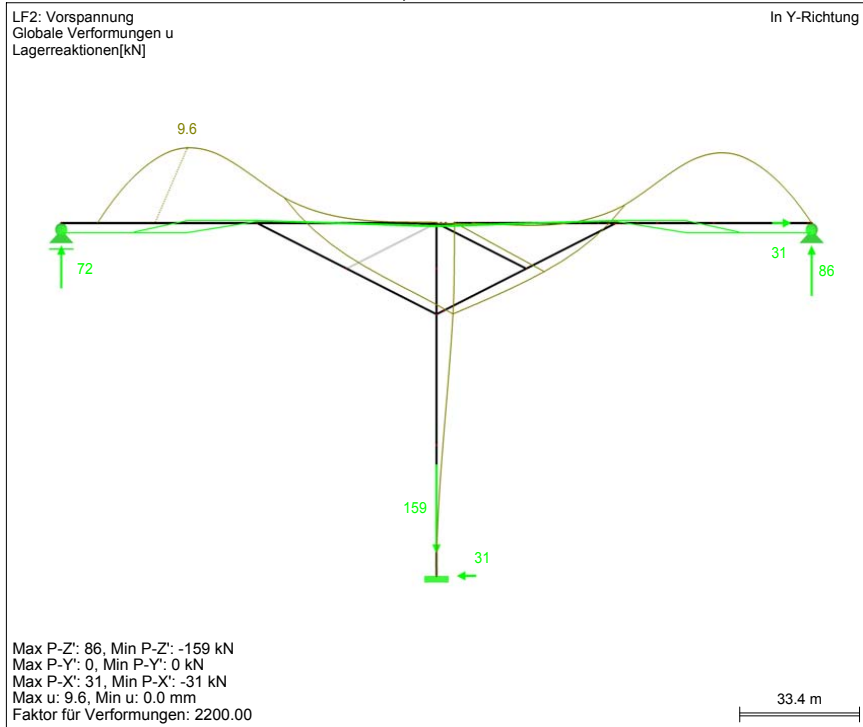 LF2: Vorspannung
In Y-Richtung
Globale Verformungen u
Lagerreaktionen[kN]
9.6
72
31
86
159
31
Max P-Z': 86, Min P-Z': -159 kN
Max P-Y': 0, Min P-Y': 0 kN
Max P-X': 31, Min P-X': -31 kN
Max u: 9.6, Min u: 0.0 mm
Faktor für Verformungen: 2200.00
33.4 m